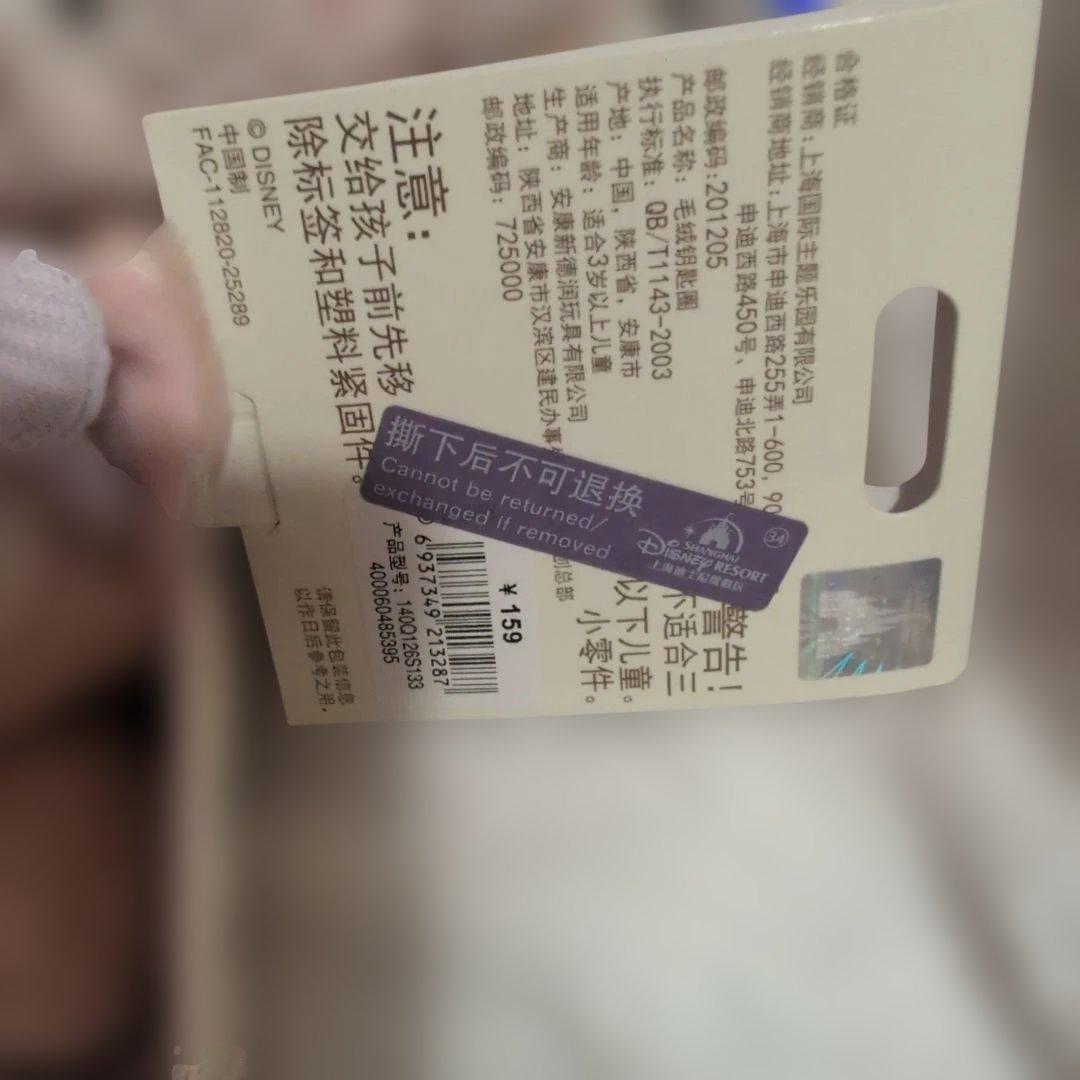 合格证
经销商:上海国际主题乐园有限公司
经销商地址:上海市申迪西路255弄1-600, 90
申迪西路450号、申迪北路753号
邮政编码:201205
产品名称: 毛绒钥匙圈
执行标准: QB/T1143-2003
产地: 中国, 陕西省, 安康市
适用年龄: 适合3岁以上儿童
生产商: 安康新德润玩具有限公司
地址: 陕西省安康市汉滨区建民办事处
创总部
邮政编码: 725000
警告!
不适合三
以下儿童。
小零件。
注意:
交给孩子前先移
除标签和塑料紧固件。
© DISNEY
中国制
FAC-112820-25289
撕下后不可退换
Cannot be returned/
exchanged if removed
34
SHANGHAI
DISNEY RESORT
上海迪士尼度假区
¥ 159
6 937349 213287
产品型号: 140Q126S133
400060485395
请保留此包装信息
以作日后参考之用。